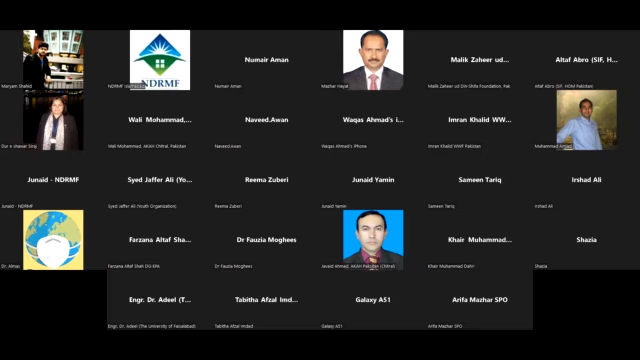 Maryam Shahid
NDRMF
NDRMF
Numair Aman
Numair Aman
Mazhar Hayat
Malik Zaheer ud...
Malik Zaheer ud Din Shifa Foundation, Pak
Altaf Abro (SIF, H...
Altaf Abro (SIF, HDM Pakistan)
Dur e shawar Siraj
Wali Mohammad,...
Wali Mohammad, AKAH Chitral, Pakistan
Naveed.Awan
Naveed.Awan
Waqas Ahmad's i...
Waqas Ahmad's iPhone
Imran Khalid WW...
Imran Khalid WWF Pakistan
Muhammad Amjad
Junaid - NDRMF
Junaid - NDRMF
Syed Jaffer Ali (Yo...
Syed Jaffer Ali (Youth Organization)
Reema Zuberi
Reema Zuberi
Junaid Yamin
Junaid Yamin
Sameen Tariq
Sameen Tariq
Irshad Ali
Irshad Ali
Dr. Almas
Farzana Altaf Sha...
Farzana Altaf Shah DG-EPA
Dr Fauzia Moghees
Dr Fauzia Moghees
Javaid Ahmad, AKAH Pakistan (Chitral)
Khair Muhammad...
Khair Muhammad Dahri
Shazia
Shazia
Engr. Dr. Adeel (T...
Engr. Dr. Adeel (The University of Faisalabad)
Tabitha Afzal Imd...
Tabitha Afzal Imdad
Galaxy A51
Galaxy A51
Arifa Mazhar SPO
Arifa Mazhar SPO